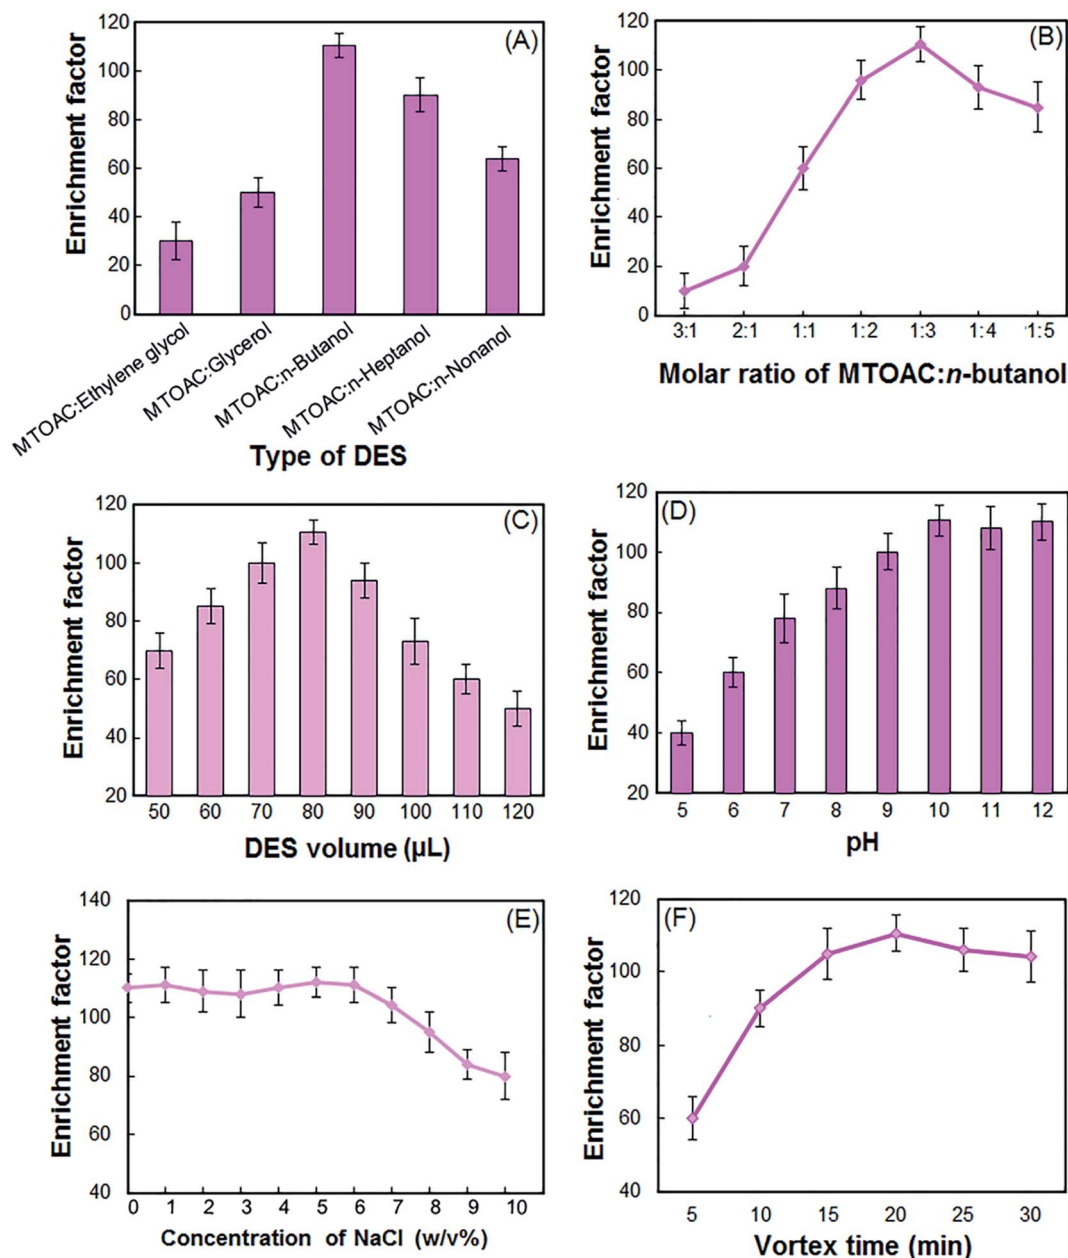 (A)
Enrichment factor
120
100
80
60
40
20
0
MTOAC:Ethylene glycol
MTOAC:Glycerol
MTOAC:n-Butanol
MTOAC:n-Heptanol
MTOAC:n-Nonanol
Type of DES
(B)
Enrichment factor
120
100
80
60
40
20
0
3:1 2:1 1:1 1:2 1:3 1:4 1:5
Molar ratio of MTOAC:n-butanol
(C)
Enrichment factor
120
100
80
60
40
20
50 60 70 80 90 100 110 120
DES volume (µL)
(D)
Enrichment factor
120
100
80
60
40
20
5 6 7 8 9 10 11 12
pH
(E)
Enrichment factor
140
120
100
80
60
40
0 1 2 3 4 5 6 7 8 9 10
Concentration of NaCl (w/v%)
(F)
Enrichment factor
120
100
80
60
40
5 10 15 20 25 30
Vortex time (min)